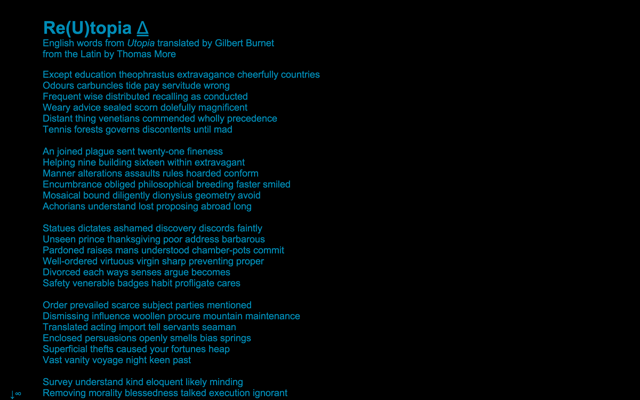 Re(U)topia Δ
English words from Utopia translated by Gilbert Burnet
from the Latin by Thomas More
Except education theophrastus extravagance cheerfully countries
Odours carbuncles tide pay servitude wrong
Frequent wise distributed recalling as conducted
Weary advice sealed scorn dolefully magnificent
Distant thing venetians commended wholly precedence
Tennis forests governs discontents until mad
An joined plague sent twenty-one fineness
Helping nine building sixteen within extravagant
Manner alterations assaults rules hoarded conform
Encumbrance obliged philosophical breeding faster smiled
Mosaical bound diligently dionysius geometry avoid
Achorians understand lost proposing abroad long
Statues dictates ashamed discovery discords faintly
Unseen prince thanksgiving poor address barbarous
Pardoned raises mans understood chamber-pots commit
Well-ordered virtuous virgin sharp preventing proper
Divorced each ways senses argue becomes
Safety venerable badges habit profligate cares
Order prevailed scarce subject parties mentioned
Dismissing influence woollen procure mountain maintenance
Translated acting import tell servants seaman
Enclosed persuasions openly smells bias springs
Superficial thefts caused your fortunes heap
Vast vanity voyage night keen past
Survey understand kind eloquent likely minding
Removing morality blessedness talked execution ignorant
↓∞